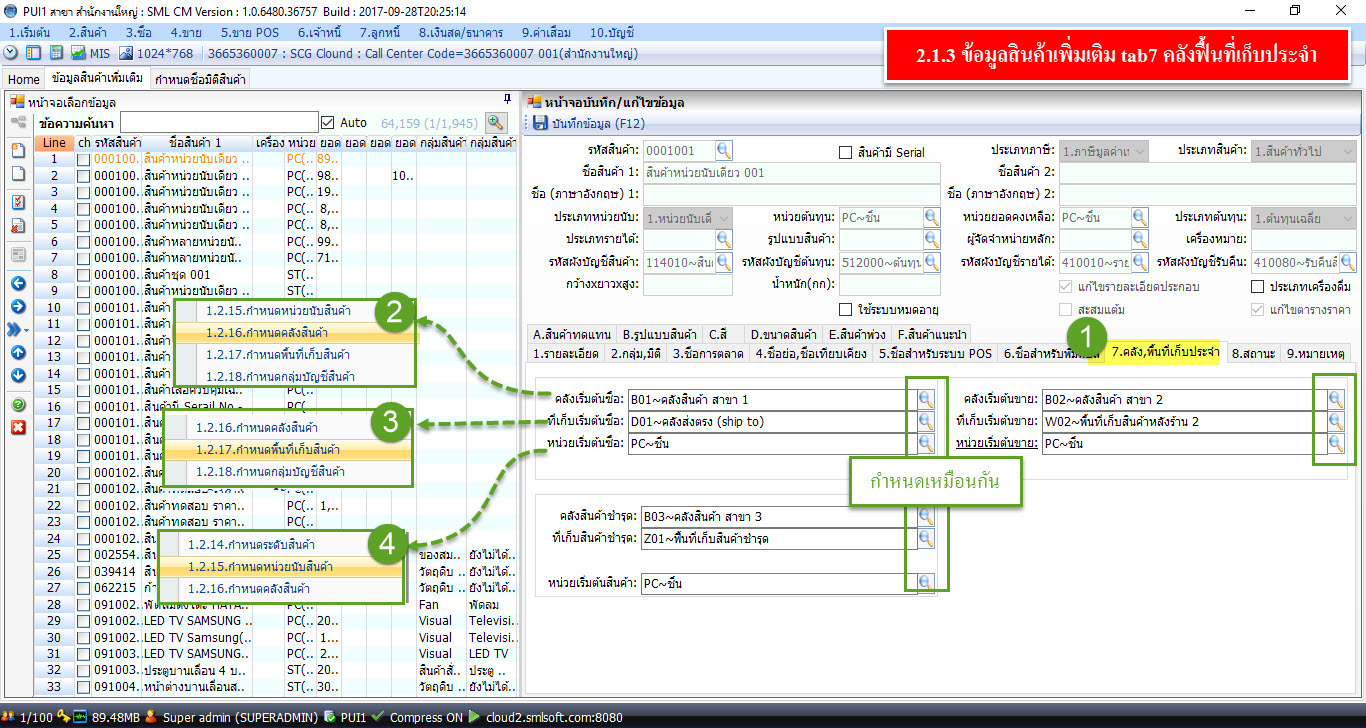 PUI1 สาขา สำนักงานใหญ่ : SML CM Version : 1.0.6480.36757 Build : 2017-09-28T20:25:14
1.เริ่มต้น 2.สินค้า 3.ซื้อ 4.ขาย 5.ขาย POS 6.เจ้าหนี้ 7.ลูกหนี้ 8.เงินสด/ธนาคาร 9.ค่าเสื่อม 10.บัญชี
MIS 1024*768 3665360007 : SCG Clound : Call Center Code=3665360007 001(สำนักงานใหญ่)
2.1.3 ข้อมูลสินค้าเพิ่มเติม tab7 คลังพื้นที่เก็บประจำ
Home ข้อมูลสินค้าเพิ่มเติม กำหนดชื่อมิติสินค้า
หน้าจอเลือกข้อมูล
ข้อความค้นหา Auto 64,159 (1/1,945)
Line ch รหัสสินค้า ชื่อสินค้า 1 เครื่อง หน่วย ยอด ยอด ยอด ยอด กลุ่มสินค้า กลุ่มสินค้า
1 000100.. สินค้าหน่วยนับเดียว .. PC(.. 89..
2 000100.. สินค้าหน่วยนับเดียว .. PC(.. 98.. 10..
3 000100.. สินค้าหน่วยนับเดียว .. PC(.. 19..
4 000100.. สินค้าหน่วยนับเดียว .. PC(.. 8,..
5 000100.. สินค้าหน่วยนับเดียว .. PC(.. 8,..
6 000100.. สินค้าหลายหน่วยนั.. PC(.. 99..
7 000100.. สินค้าหลายหน่วยนั.. PC(.. 71..
8 000100.. สินค้าชุด 001 ST(..
9 000100.. ST(..
10 000101.. สินค้า
11 000101..
12 000101..
13 000101..
14 000101..
15 000101.. PC(..
16 000101.. สินค้ามี Serail No - PC(
17 000101..
18 000101..
19 000101..
20 000102..
21 000102..
22 000102.. สินค้าทดสอบ ราคา.. PC(.. 1,..
23 000102.. สินค้าทดสอบ ราคา.. PC(..
24 000102..
25 002554.. ของสม.. ยังไม่ได้..
26 039414 วัตถุดิบ .. ยังไม่ได้..
27 062215 วัตถุดิบ .. ยังไม่ได้..
28 091002.. PC(.. Fan พัดลม
29 091002.. LED TV SAMSUNG .. PC(.. 20.. Visual Televisi..
30 091002.. LED TV Samsung(.. PC(.. 1... Visual Televisi..
31 091003.. LED TV SAMSUNG .. PC(.. 2... Visual LED TV
32 091003.. ประตูบานเลื่อน 4 บ.. ST(.. 20.. สินค้าสั่.. ประตู ..
33 091004.. หน้าต่างบานเลื่อนส.. ST(.. 30.. วัตถุดิบ .. ยังไม่ได้..
1.2.15.กำหนดหน่วยนับสินค้า
2
1.2.16.กำหนดคลังสินค้า
1.2.17.กำหนดพื้นที่เก็บสินค้า
1.2.18.กำหนดกลุ่มบัญชีสินค้า
1.2.16.กำหนดคลังสินค้า
3
1.2.17.กำหนดพื้นที่เก็บสินค้า
1.2.18.กำหนดกลุ่มบัญชีสินค้า
1.2.14.กำหนดระดับสินค้า
4
1.2.15.กำหนดหน่วยนับสินค้า
1.2.16.กำหนดคลังสินค้า
หน้าจอบันทึก/แก้ไขข้อมูล
บันทึกข้อมูล (F12)
รหัสสินค้า: 0001001 สินค้ามี Serial ประเภทภาษี: 1.ภาษีมูลค่าเ ประเภทสินค้า: 1.สินค้าทั่วไป
ชื่อสินค้า 1: สินค้าหน่วยนับเดียว 001 ชื่อสินค้า 2:
ชื่อ (ภาษาอังกฤษ) 1: ชื่อ (ภาษาอังกฤษ) 2:
ประเภทหน่วยนับ: 1.หน่วยนับเดี่ หน่วยต้นทุน: PC~ชิ้น หน่วยยอดคงเหลือ: PC~ชิ้น ประเภทต้นทุน: 1.ต้นทุนเฉลี่ย
ประเภทรายได้: รูปแบบสินค้า: ผู้จัดจำหน่ายหลัก: เครื่องหมาย:
รหัสผังบัญชีสินค้า: 114010~สิน รหัสผังบัญชีต้นทุน: 512000~ต้นทุน รหัสผังบัญชีรายได้: 410010~ราย รหัสผังบัญชีรับคืน: 410080~รับคืนสิ
กว้างxยาวxสูง: น้ำหนัก(กก): แก้ไขรายละเอียดประกอบ ประเภทเครื่องดื่ม
ใช้ระบบหมดอายุ สะสมแต้ม แก้ไขตารางราคา
A.สินค้าทดแทน B.รูปแบบสินค้า C.สี D.ขนาดสินค้า E.สินค้าพ่วง F.สินค้าแนะนำ
1
1.รายละเอียด 2.กลุ่ม,มิติ 3.ชื่อการตลาด 4.ชื่อย่อ,ชื่อเทียบเคียง 5.ชื่อสำหรับระบบ POS 6.ชื่อสำหรับพิมพ์บิล 7.คลัง,พื้นที่เก็บประจำ 8.สถานะ 9.หมายเหตุ
คลังเริ่มต้นซื้อ: B01~คลังสินค้า สาขา 1 คลังเริ่มต้นขาย: B02~คลังสินค้า สาขา 2
ที่เก็บเริ่มต้นซื้อ: D01~คลังส่งตรง (ship to) ที่เก็บเริ่มต้นขาย: W02~พื้นที่เก็บสินค้าหลังร้าน 2
หน่วยเริ่มต้นซื้อ: PC~ชิ้น หน่วยเริ่มต้นขาย: PC~ชิ้น
กำหนดเหมือนกัน
คลังสินค้าชำรุด: B03~คลังสินค้า สาขา 3
ที่เก็บสินค้าชำรุด: Z01~พื้นที่เก็บสินค้าชำรุด
หน่วยเริ่มต้นสินค้า: PC~ชิ้น
1/100 89.48MB Super admin (SUPERADMIN) PUI1 Compress ON cloud2.smlsoft.com:8080